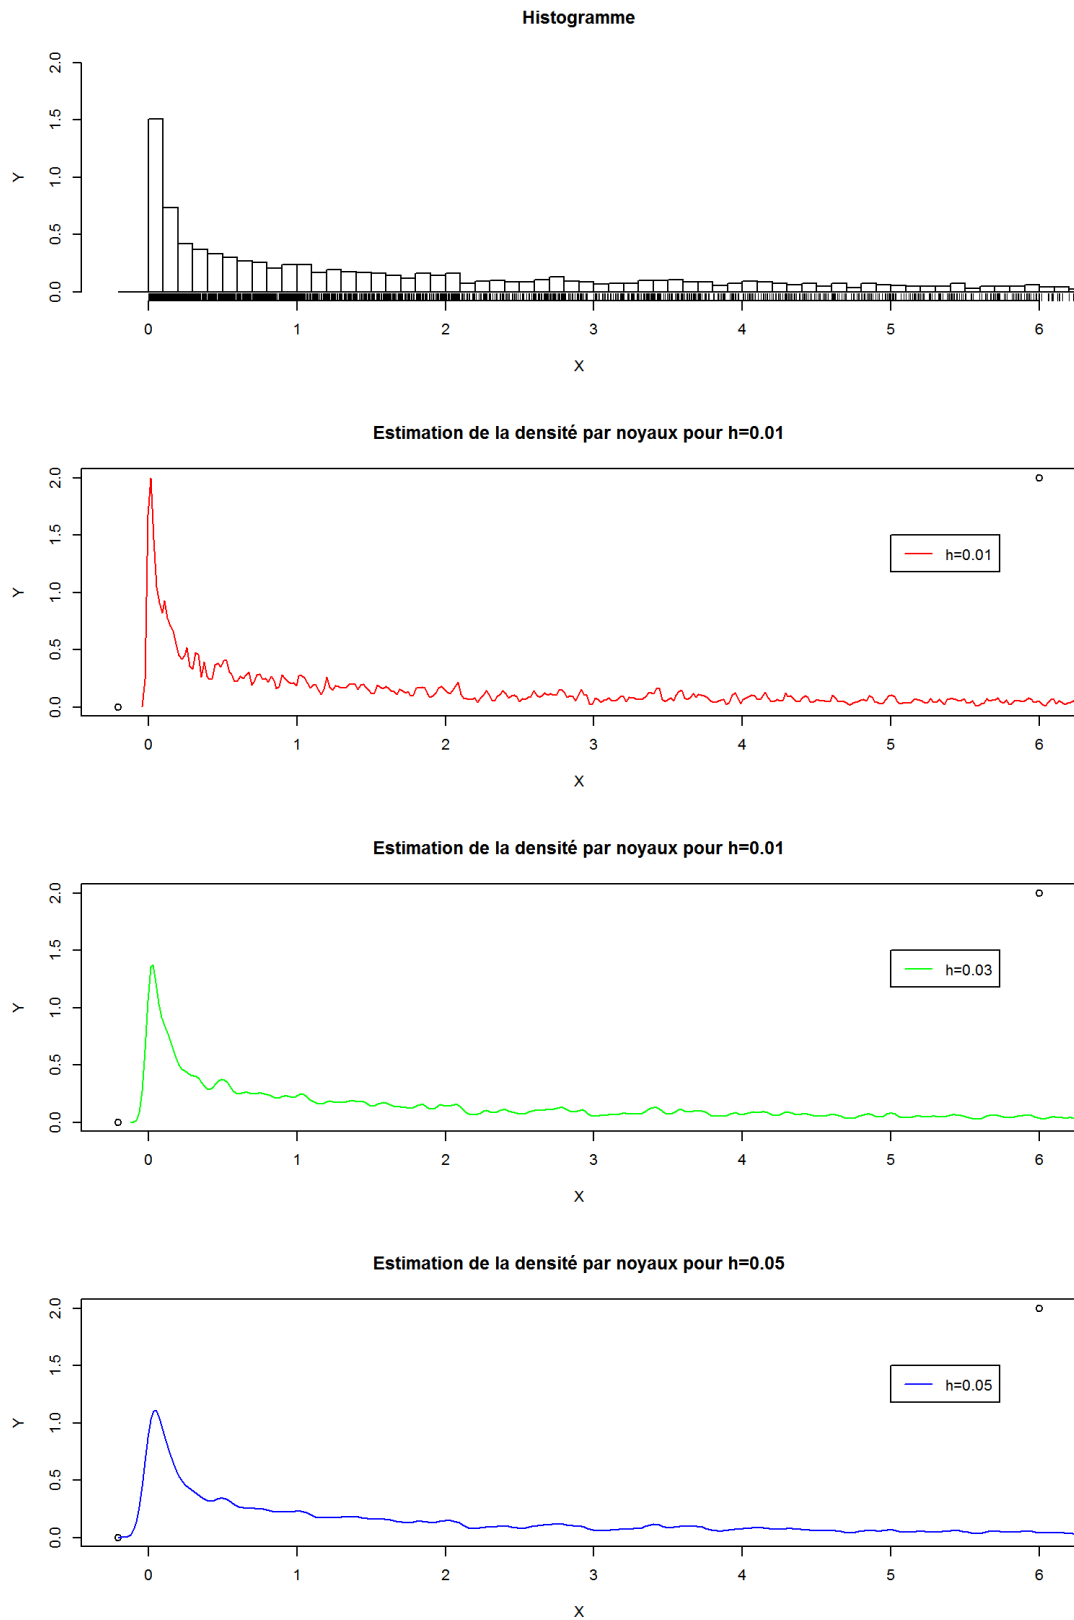 Histogramme
2.0
1.5
1.0
0.5
0.0
Y
0 1 2 3 4 5 6
X
Estimation de la densité par noyaux pour h=0.01
2.0
1.5
1.0
0.5
0.0
Y
h=0.01
0 1 2 3 4 5 6
X
Estimation de la densité par noyaux pour h=0.01
2.0
1.5
1.0
0.5
0.0
Y
h=0.03
0 1 2 3 4 5 6
X
Estimation de la densité par noyaux pour h=0.05
2.0
1.5
1.0
0.5
0.0
Y
h=0.05
0 1 2 3 4 5 6
X